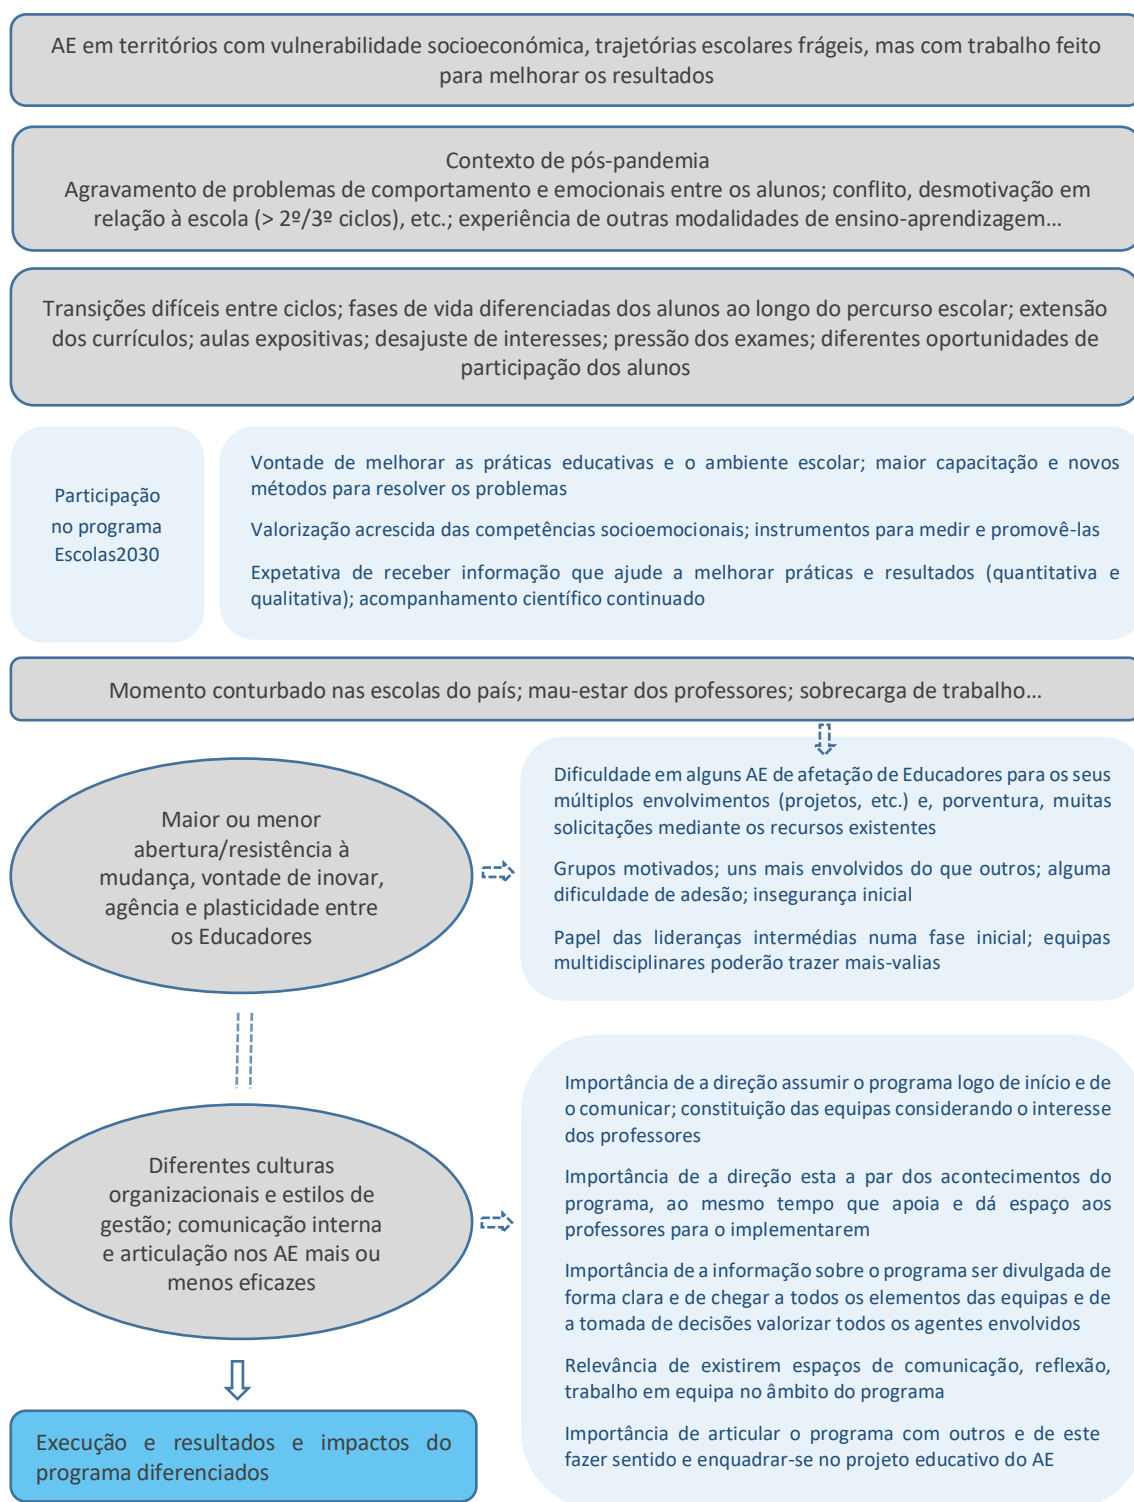 AE em territórios com vulnerabilidade socioeconómica, trajetórias escolares frágeis, mas com trabalho feito
para melhorar os resultados
Contexto de pós-pandemia
Agravamento de problemas de comportamento e emocionais entre os alunos; conflito, desmotivação em
relação à escola (> 2º/3º ciclos), etc.; experiência de outras modalidades de ensino-aprendizagem…
Transições difíceis entre ciclos; fases de vida diferenciadas dos alunos ao longo do percurso escolar; extensão
dos currículos; aulas expositivas; desajuste de interesses; pressão dos exames; diferentes oportunidades de
participação dos alunos
Participação
no programa
Escolas2030
Vontade de melhorar as práticas educativas e o ambiente escolar; maior capacitação e novos
métodos para resolver os problemas
Valorização acrescida das competências socioemocionais; instrumentos para medir e promovê-las
Expetativa de receber informação que ajude a melhorar práticas e resultados (quantitativa e
qualitativa); acompanhamento científico continuado
Momento conturbado nas escolas do país; mau-estar dos professores; sobrecarga de trabalho…
Maior ou menor
abertura/resistência à
mudança, vontade de inovar,
agência e plasticidade entre
os Educadores
Dificuldade em alguns AE de afetação de Educadores para os seus
múltiplos envolvimentos (projetos, etc.) e, porventura, muitas
solicitações mediante os recursos existentes
Grupos motivados; uns mais envolvidos do que outros; alguma
dificuldade de adesão; insegurança inicial
Papel das lideranças intermédias numa fase inicial; equipas
multidisciplinares poderão trazer mais-valias
Diferentes culturas
organizacionais e estilos de
gestão; comunicação interna
e articulação nos AE mais ou
menos eficazes
Importância de a direção assumir o programa logo de início e de
o comunicar; constituição das equipas considerando o interesse
dos professores
Importância de a direção esta a par dos acontecimentos do
programa, ao mesmo tempo que apoia e dá espaço aos
professores para o implementarem
Importância de a informação sobre o programa ser divulgada de
forma clara e de chegar a todos os elementos das equipas e de
a tomada de decisões valorizar todos os agentes envolvidos
Relevância de existirem espaços de comunicação, reflexão,
trabalho em equipa no âmbito do programa
Importância de articular o programa com outros e de este
fazer sentido e enquadrar-se no projeto educativo do AE
Execução e resultados e impactos do
programa diferenciados